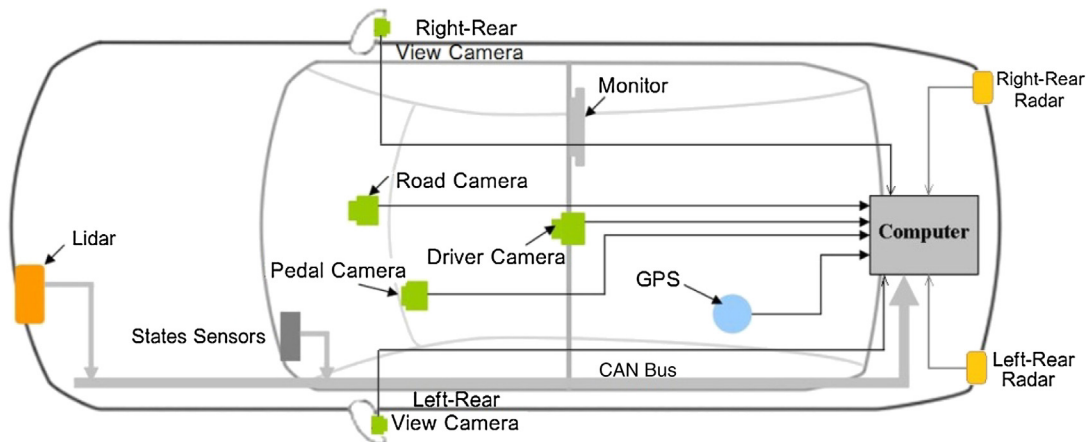 Right-Rear
View Camera
Monitor
Right-Rear
Radar
Road Camera
Computer
Lidar
Driver Camera
Pedal Camera
GPS
States Sensors
CAN Bus
Left-Rear
Radar
Left-Rear
View Camera